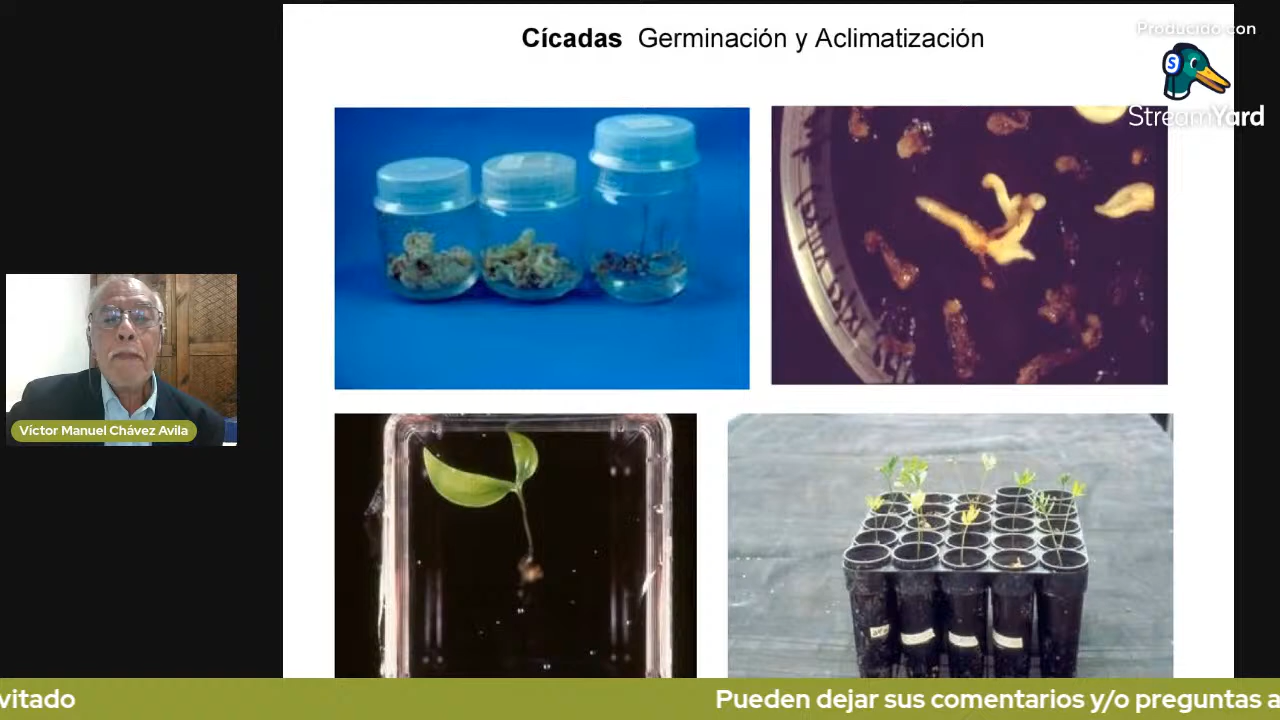 Cícadas Germinación y Aclimatización
Producido con
StreamYard
Víctor Manuel Chávez Avila
vitado
Pueden dejar sus comentarios y/o preguntas a